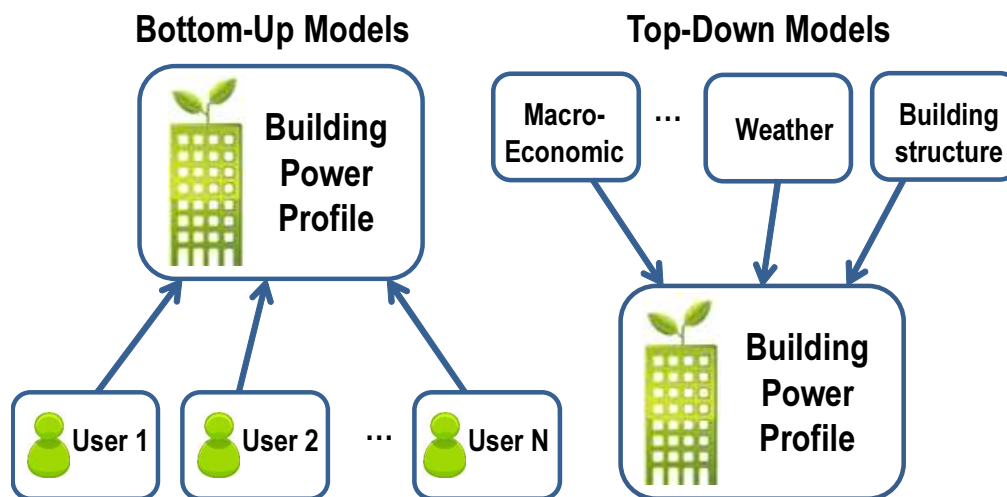 Bottom-Up Models
Building
Power
Profile
User 1
User 2
...
User N
Top-Down Models
Macro-
Economic
...
Weather
Building
structure
Building
Power
Profile